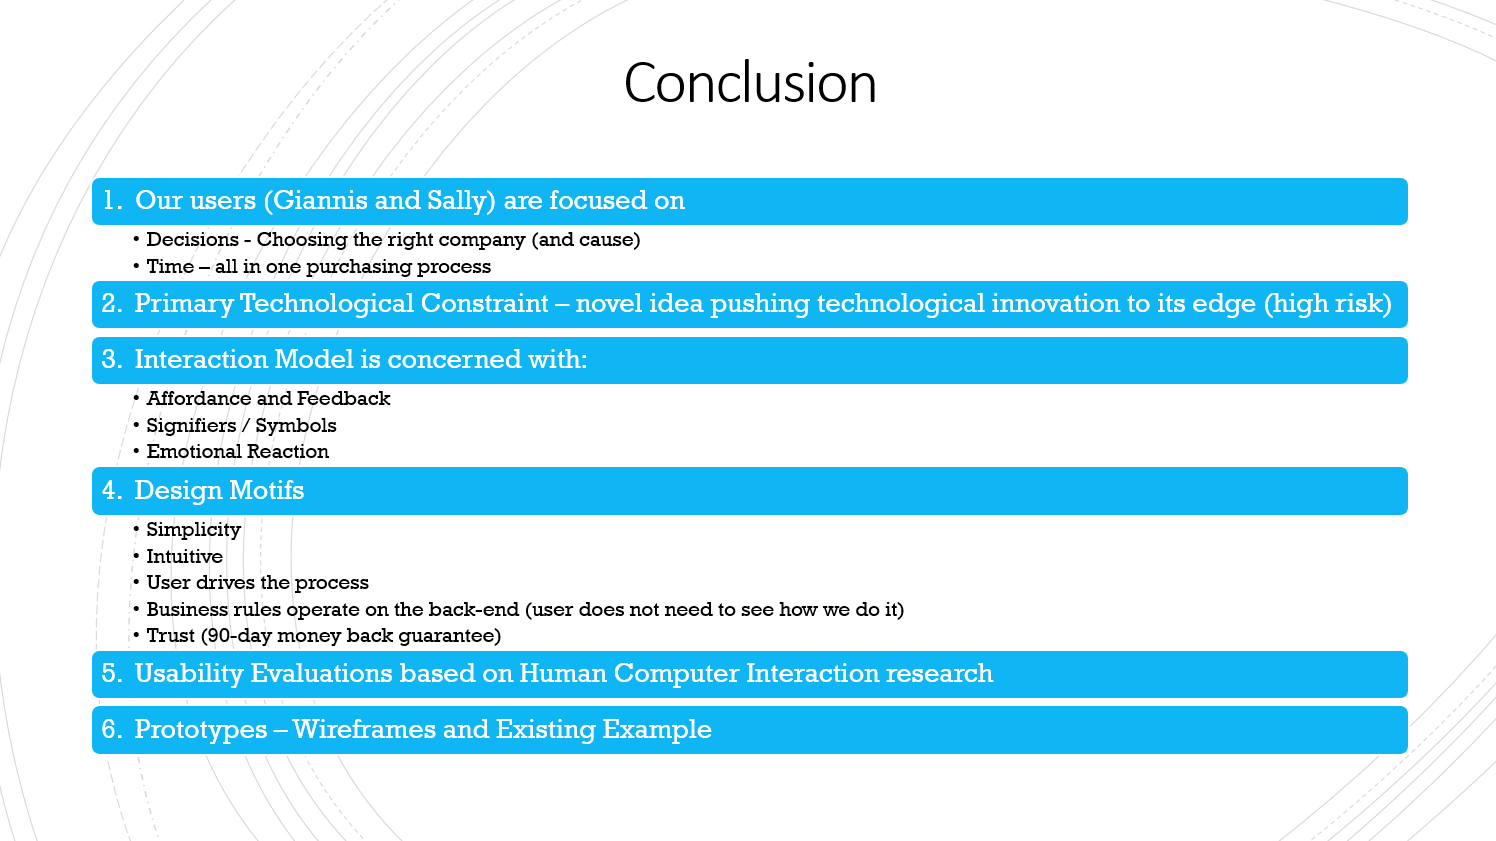 Conclusion
1. Our users (Giannis and Sally) are focused on
• Decisions - Choosing the right company (and cause)
• Time – all in one purchasing process
2. Primary Technological Constraint – novel idea pushing technological innovation to its edge (high risk)
3. Interaction Model is concerned with:
• Affordance and Feedback
• Signifiers / Symbols
• Emotional Reaction
4. Design Motifs
• Simplicity
• Intuitive
• User drives the process
• Business rules operate on the back-end (user does not need to see how we do it)
• Trust (90-day money back guarantee)
5. Usability Evaluations based on Human Computer Interaction research
6. Prototypes – Wireframes and Existing Example